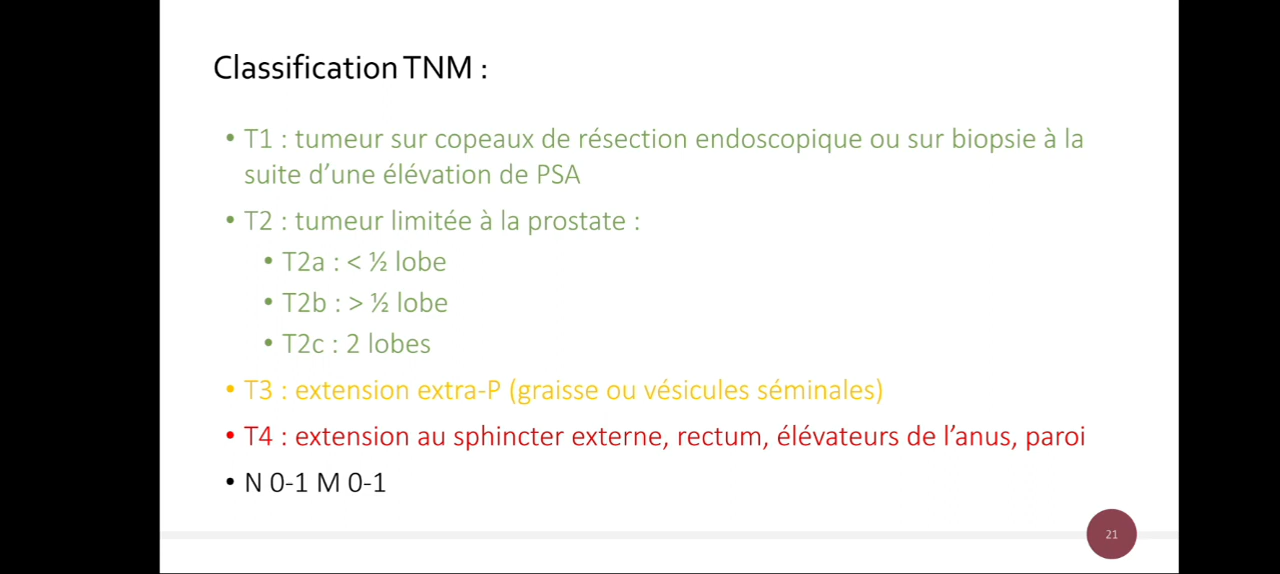 Classification TNM :
• T1 : tumeur sur copeaux de résection endoscopique ou sur biopsie à la
suite d’une élévation de PSA
• T2 : tumeur limitée à la prostate :
• T2a : < ½ lobe
• T2b : > ½ lobe
• T2c : 2 lobes
• T3 : extension extra-P (graisse ou vésicules séminales)
• T4 : extension au sphincter externe, rectum, élévateurs de l’anus, paroi
• N 0-1 M 0-1
21